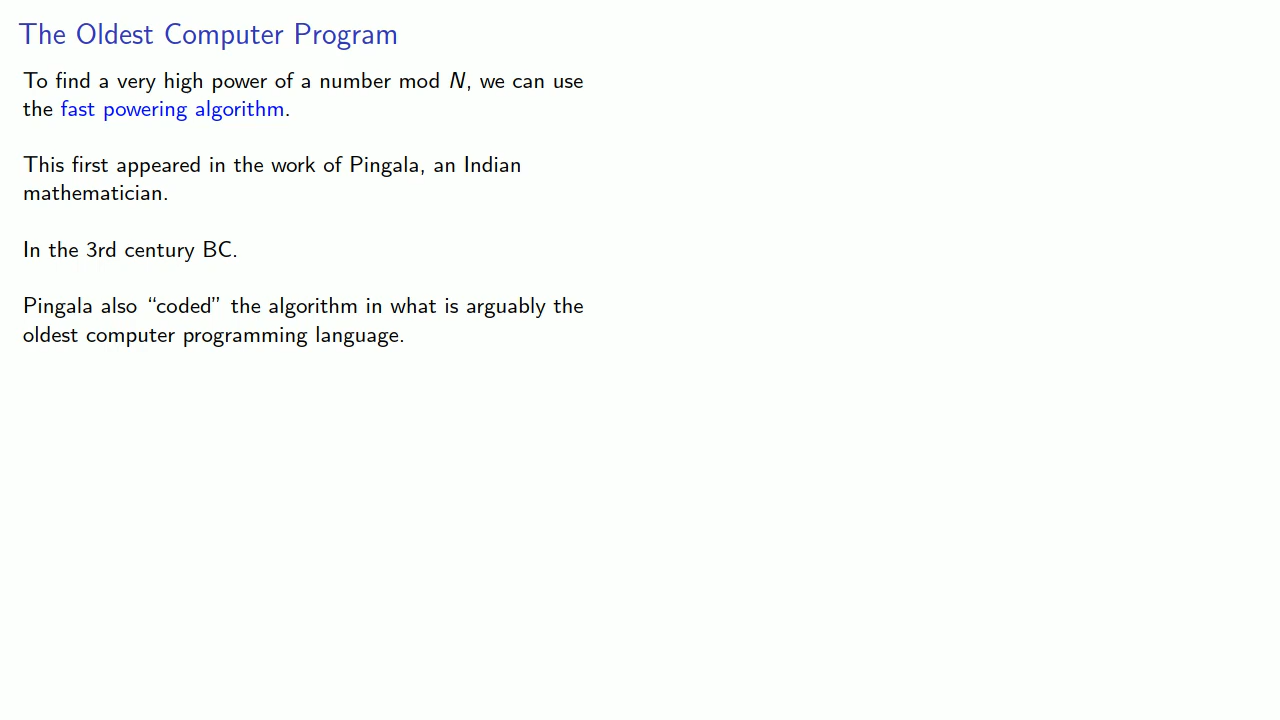 The Oldest Computer Program
To find a very high power of a number mod N, we can use
the fast powering algorithm.
This first appeared in the work of Pingala, an Indian
mathematician.
In the 3rd century BC.
Pingala also “coded” the algorithm in what is arguably the
oldest computer programming language.